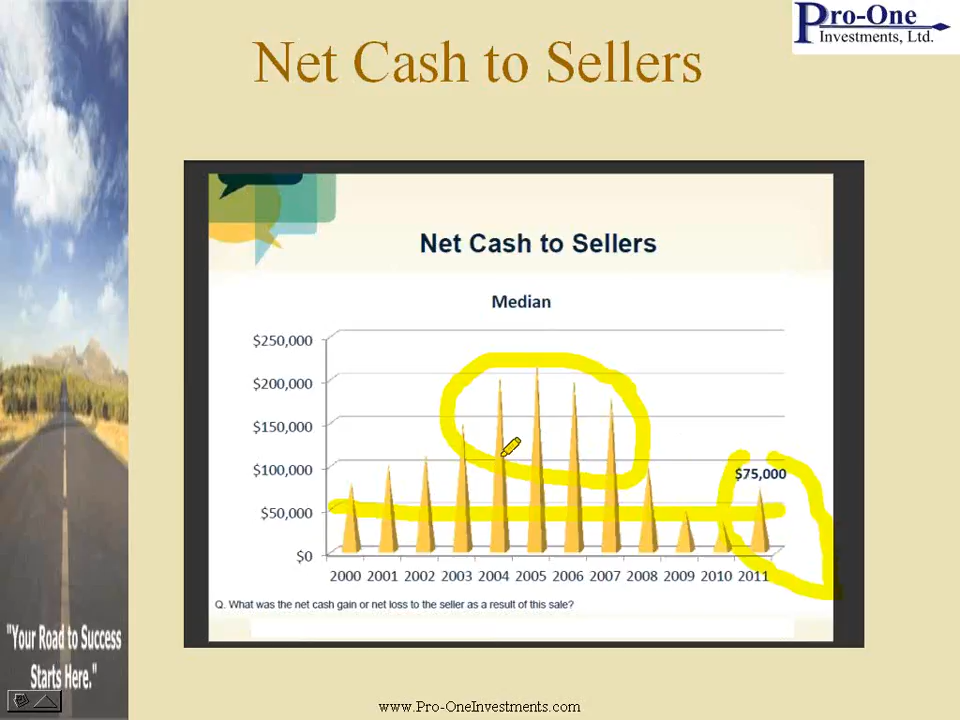 Pro-One
Investments, Ltd.
Net Cash to Sellers
Net Cash to Sellers
Median
$250,000
$200,000
$150,000
$100,000
$50,000
$0
$75,000
2000 2001 2002 2003 2004 2005 2006 2007 2008 2009 2010 2011
Q. What was the net cash gain or net loss to the seller as a result of this sale?
"Your Road to Success
Starts Here."
www.Pro-OneInvestments.com